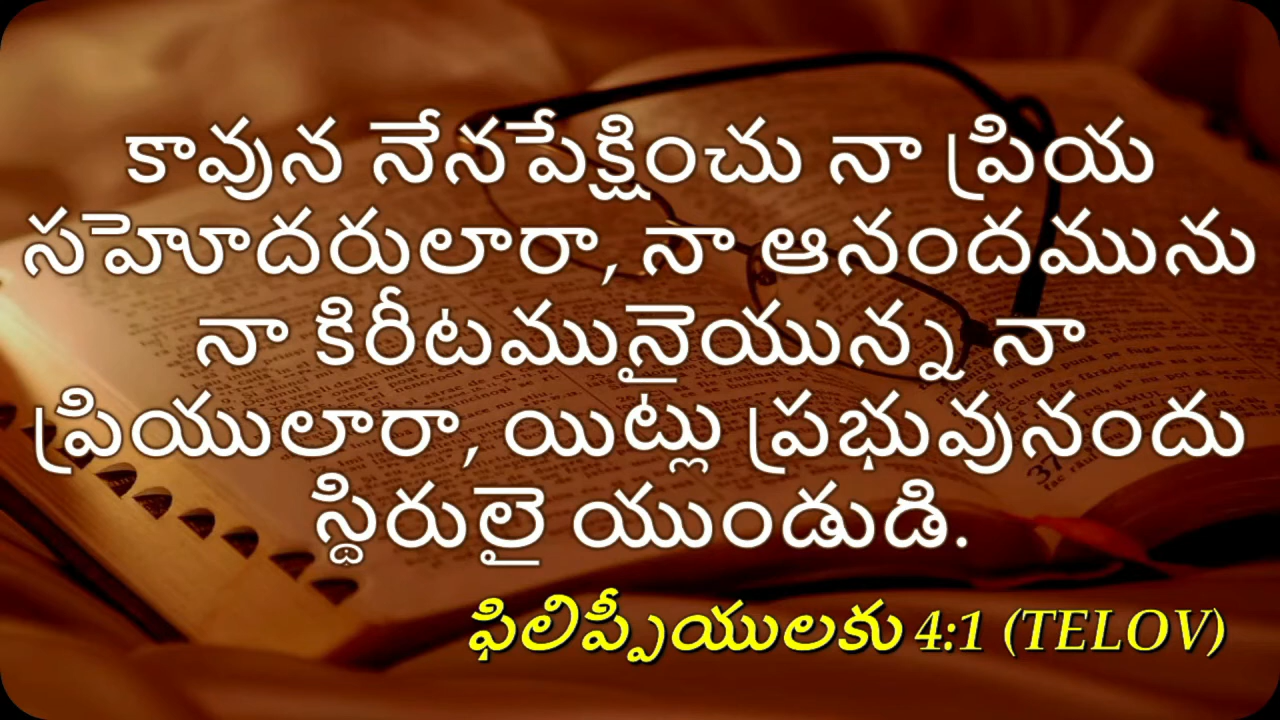 కావున నేనపేక్షించు నా ప్రియ
సహెూదరులారా, నా ఆనందమును
నా కిరీటమునైయున్న నా
ప్రియులారా, యిట్లు ప్రభువునందు
స్థిరులై యుండుడి.
ఫిలిప్పీయులకు 4:1 (TELOV)